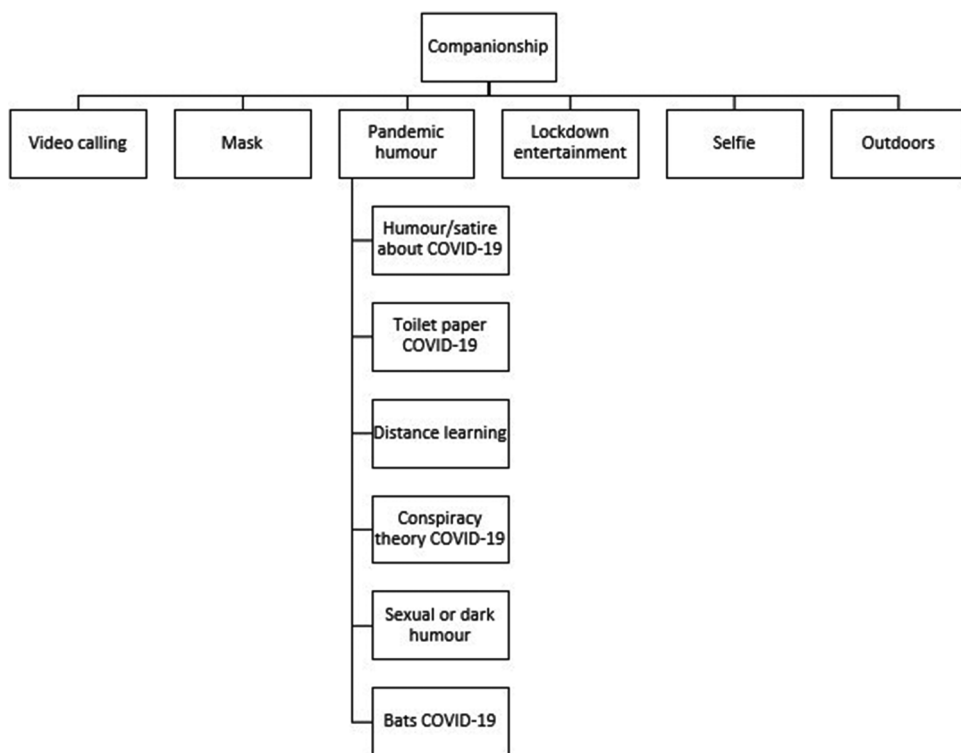 Companionship
Video calling
Mask
Pandemic
humour
Lockdown
entertainment
Selfie
Outdoors
Humour/satire
about COVID-19
Toilet paper
COVID-19
Distance learning
Conspiracy
theory COVID-19
Sexual or dark
humour
Bats COVID-19